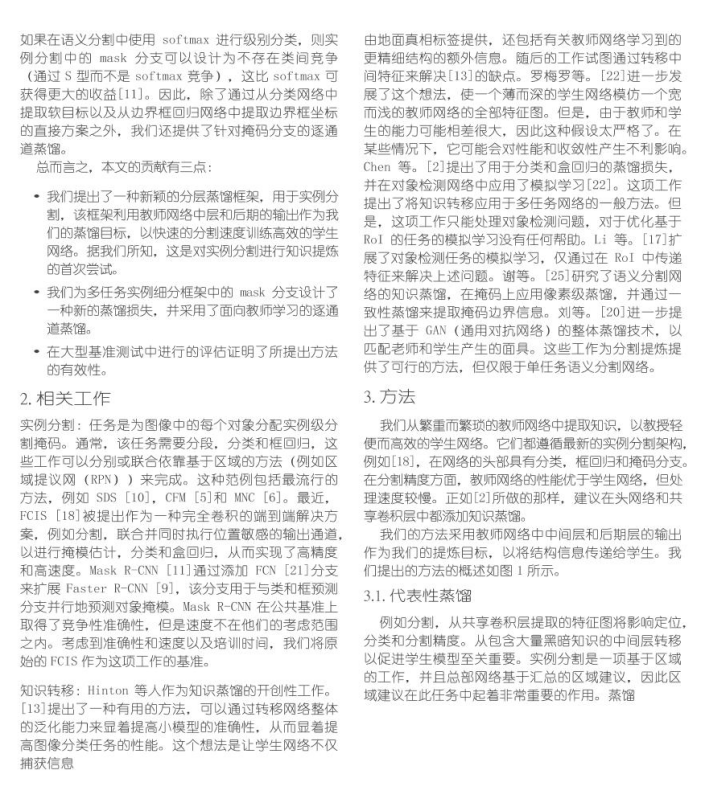 如果在语义分割中使用 softmax 进行级别分类，则实
例分割中的 mask 分支可以设计为不存在类间竞争
（通过 S 型而不是 softmax 竞争），这比 softmax 可
获得更大的收益[11]。因此，除了通过从分类网络中
提取软目标以及从边界框回归网络中提取边界框坐标
的直接方案之外，我们还提供了针对掩码分支的逐通
道蒸馏。
总而言之，本文的贡献有三点：
• 我们提出了一种新颖的分层蒸馏框架，用于实例分
割，该框架利用教师网络中层和后期的输出作为我
们的蒸馏目标，以快速的分割速度训练高效的学生
网络。据我们所知，这是对实例分割进行知识提炼
的首次尝试。
• 我们为多任务实例细分框架中的 mask 分支设计了
一种新的蒸馏损失，并采用了面向教师学习的逐通
道蒸馏。
• 在大型基准测试中进行的评估证明了所提出方法
的有效性。
2. 相关工作
实例分割：任务是为图像中的每个对象分配实例级分
割掩码。通常，该任务需要分段，分类和框回归，这
些工作可以分别或联合依靠基于区域的方法（例如区
域提议网（RPN））来完成。这种范例包括最流行的
方法，例如 SDS [10]，CFM [5]和 MNC [6]。最近，
FCIS [18]被提出作为一种完全卷积的端到端解决方
案，例如分割，联合并同时执行位置敏感的输出通道，
以进行掩模估计，分类和盒回归，从而实现了高精度
和高速度。Mask R-CNN [11]通过添加 FCN [21]分支
来扩展 Faster R-CNN [9]，该分支用于与类和框预测
分支并行地预测对象掩模。Mask R-CNN 在公共基准上
取得了竞争性准确性，但是速度不在他们的考虑范围
之内。考虑到准确性和速度以及培训时间，我们将原
始的 FCIS 作为这项工作的基准。
知识转移：Hinton 等人作为知识蒸馏的开创性工作。
[13]提出了一种有用的方法，可以通过转移网络整体
的泛化能力来显着提高小模型的准确性，从而显着提
高图像分类任务的性能。这个想法是让学生网络不仅
捕获信息
由地面真相标签提供，还包括有关教师网络学习到的
更精细结构的额外信息。随后的工作试图通过转移中
间特征来解决[13]的缺点。罗梅罗等。[22]进一步发
展了这个想法，使一个薄而深的学生网络模仿一个宽
而浅的教师网络的全部特征图。但是，由于教师和学
生的能力可能相差很大，因此这种假设太严格了。在
某些情况下，它可能会对性能和收敛性产生不利影响。
Chen 等。[2]提出了用于分类和盒回归的蒸馏损失，
并在对象检测网络中应用了模拟学习[22]。这项工作
提出了将知识转移应用于多任务网络的一般方法。但
是，这项工作只能处理对象检测问题，对于优化基于
RoI 的任务的模拟学习没有任何帮助。Li 等。[17]扩
展了对象检测任务的模拟学习，仅通过在 RoI 中传递
特征来解决上述问题。谢等。[25]研究了语义分割网
络的知识蒸馏，在掩码上应用像素级蒸馏，并通过一
致性蒸馏来提取掩码边界信息。刘等。[20]进一步提
出了基于 GAN（通用对抗网络）的整体蒸馏技术，以
匹配老师和学生产生的面具。这些工作为分割提炼提
供了可行的方法，但仅限于单任务语义分割网络。
3. 方法
我们从繁重而繁琐的教师网络中提取知识，以教授轻
便而高效的学生网络。它们都遵循最新的实例分割架构，
例如[18]，在网络的头部具有分类，框回归和掩码分支。
在分割精度方面，教师网络的性能优于学生网络，但处
理速度较慢。正如[2]所做的那样，建议在头网络和共
享卷积层中都添加知识蒸馏。
我们的方法采用教师网络中中间层和后期层的输出
作为我们的提炼目标，以将结构信息传递给学生。我
们提出的方法的概述如图 1 所示。
3.1. 代表性蒸馏
例如分割，从共享卷积层提取的特征图将影响定位，
分类和分割精度。从包含大量黑暗知识的中间层转移
以促进学生模型至关重要。实例分割是一项基于区域
的工作，并且总部网络基于汇总的区域建议，因此区
域建议在此任务中起着非常重要的作用。蒸馏